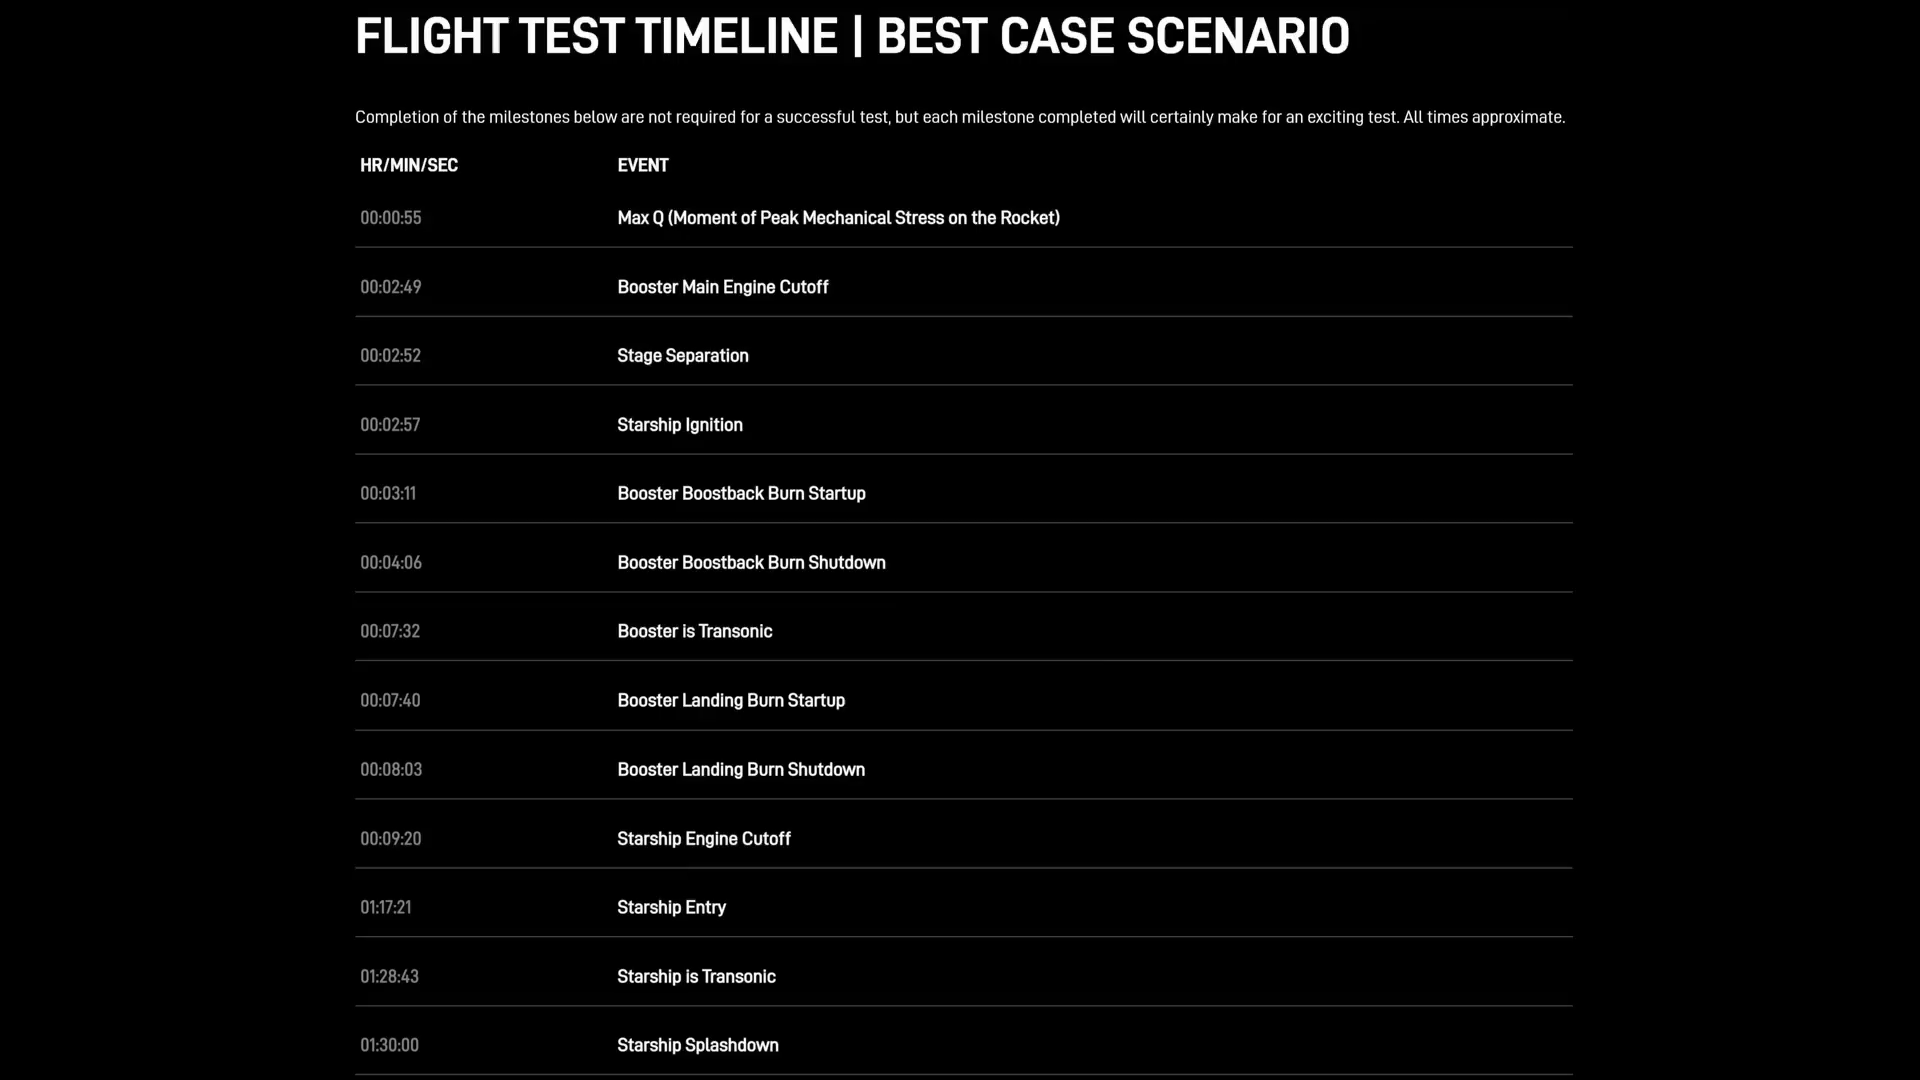 FLIGHT TEST TIMELINE | BEST CASE SCENARIO
Completion of the milestones below are not required for a successful test, but each milestone completed will certainly make for an exciting test. All times approximate.
HR/MIN/SEC EVENT
00:00:55 Max Q (Moment of Peak Mechanical Stress on the Rocket)
00:02:49 Booster Main Engine Cutoff
00:02:52 Stage Separation
00:02:57 Starship Ignition
00:03:11 Booster Boostback Burn Startup
00:04:06 Booster Boostback Burn Shutdown
00:07:32 Booster is Transonic
00:07:40 Booster Landing Burn Startup
00:08:03 Booster Landing Burn Shutdown
00:09:20 Starship Engine Cutoff
01:17:21 Starship Entry
01:28:43 Starship is Transonic
01:30:00 Starship Splashdown